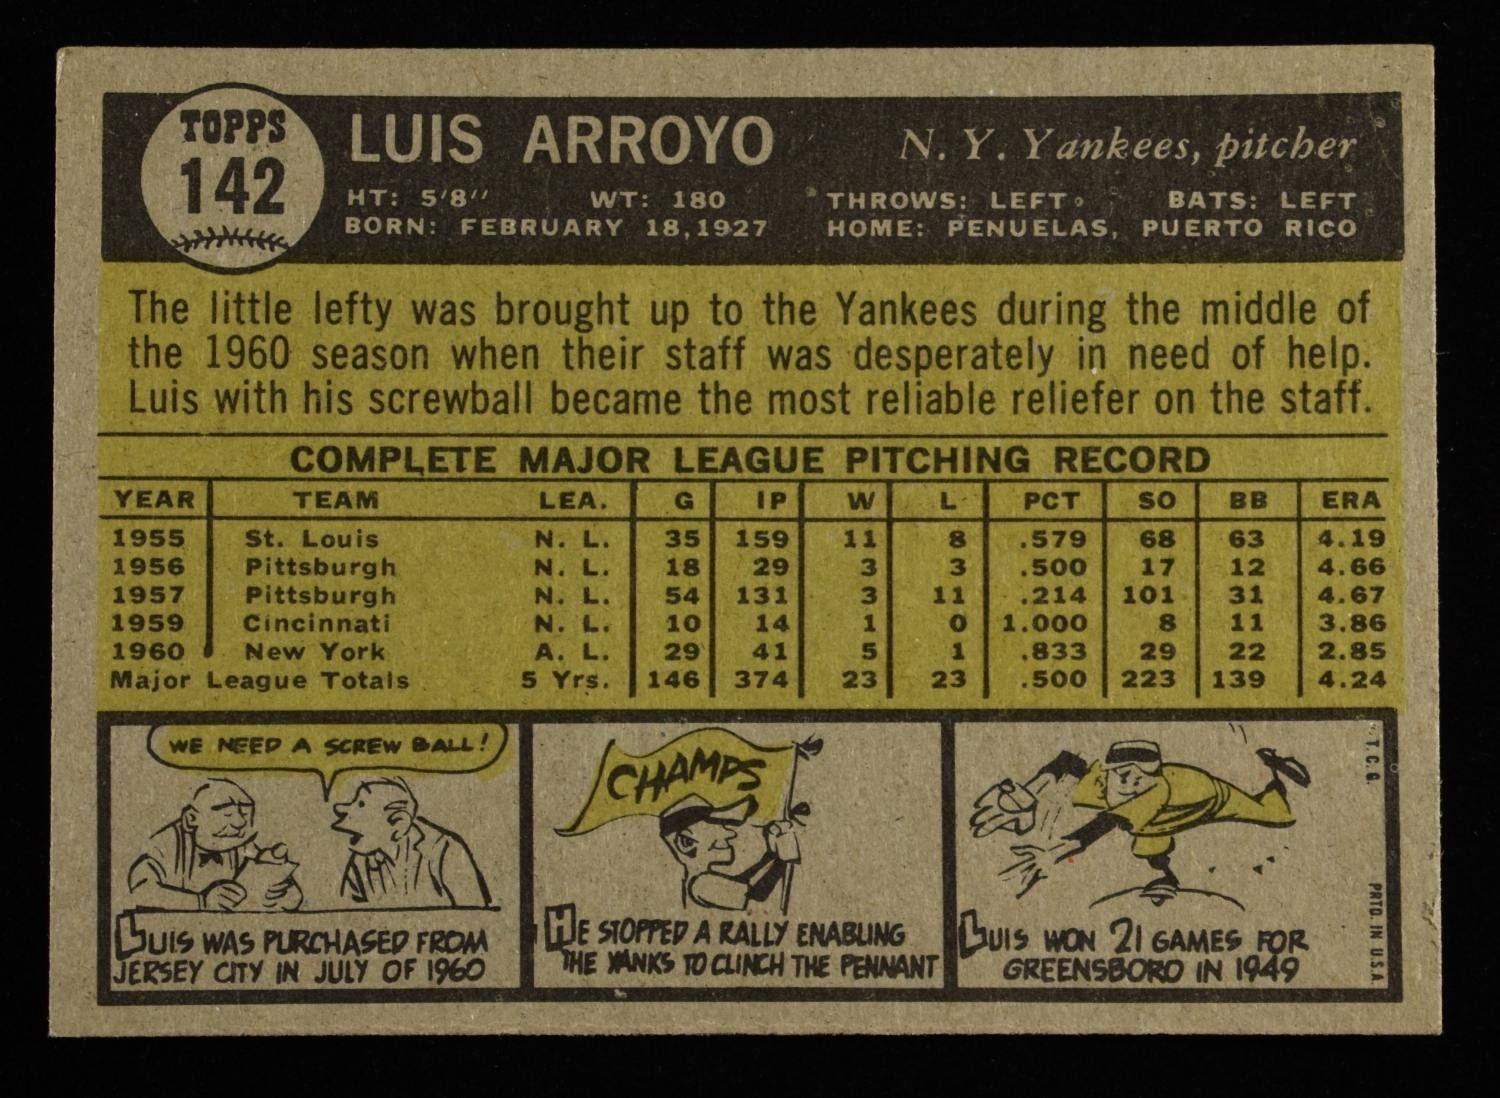 TOPPS
142
LUIS ARROYO
N. Y. Yankees, pitcher
HT: 5'8" WT: 180 THROWS: LEFT BATS: LEFT
BORN: FEBRUARY 18, 1927 HOME: PENUELAS, PUERTO RICO
The little lefty was brought up to the Yankees during the middle of
the 1960 season when their staff was desperately in need of help.
Luis with his screwball became the most reliable reliefer on the staff.
COMPLETE MAJOR LEAGUE PITCHING RECORD
YEAR TEAM LEA. G IP W L PCT SO BB ERA
1955 St. Louis N. L. 35 159 11 8 .579 68 63 4.19
1956 Pittsburgh N. L. 18 29 3 3 .500 17 12 4.66
1957 Pittsburgh N. L. 54 131 3 11 .214 101 31 4.67
1959 Cincinnati N. L. 10 14 1 0 1.000 8 11 3.86
1960 New York A. L. 29 41 5 1 .833 29 22 2.85
Major League Totals 5 Yrs. 146 374 23 23 .500 223 139 4.24
WE NEED A SCREW BALL!
LUIS WAS PURCHASED FROM
JERSEY CITY IN JULY OF 1960
CHAMPS
HE STOPPED A RALLY ENABLING
THE YANKS TO CLINCH THE PENNANT
LUIS WON 21 GAMES FOR
GREENSBORO IN 1949
T. C. G.
PRTD. IN U.S.A.